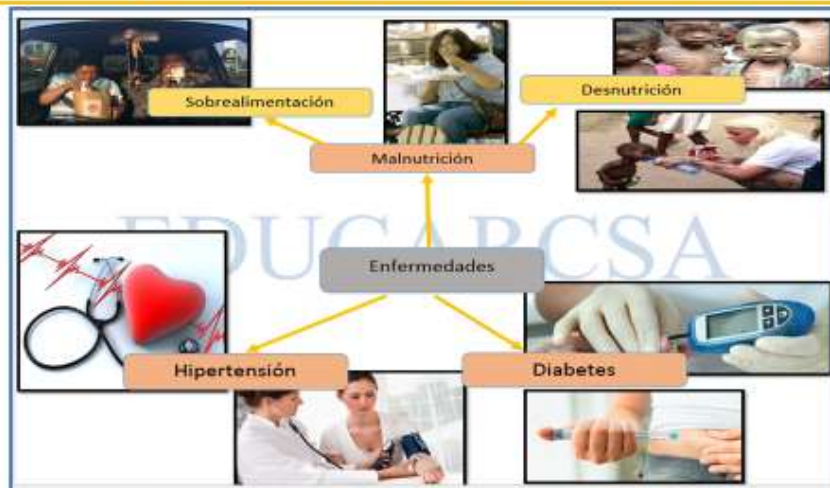 Sobrealimentación
Desnutrición
Malnutrición
EDUCARCSA
Enfermedades
Hipertensión
Diabetes